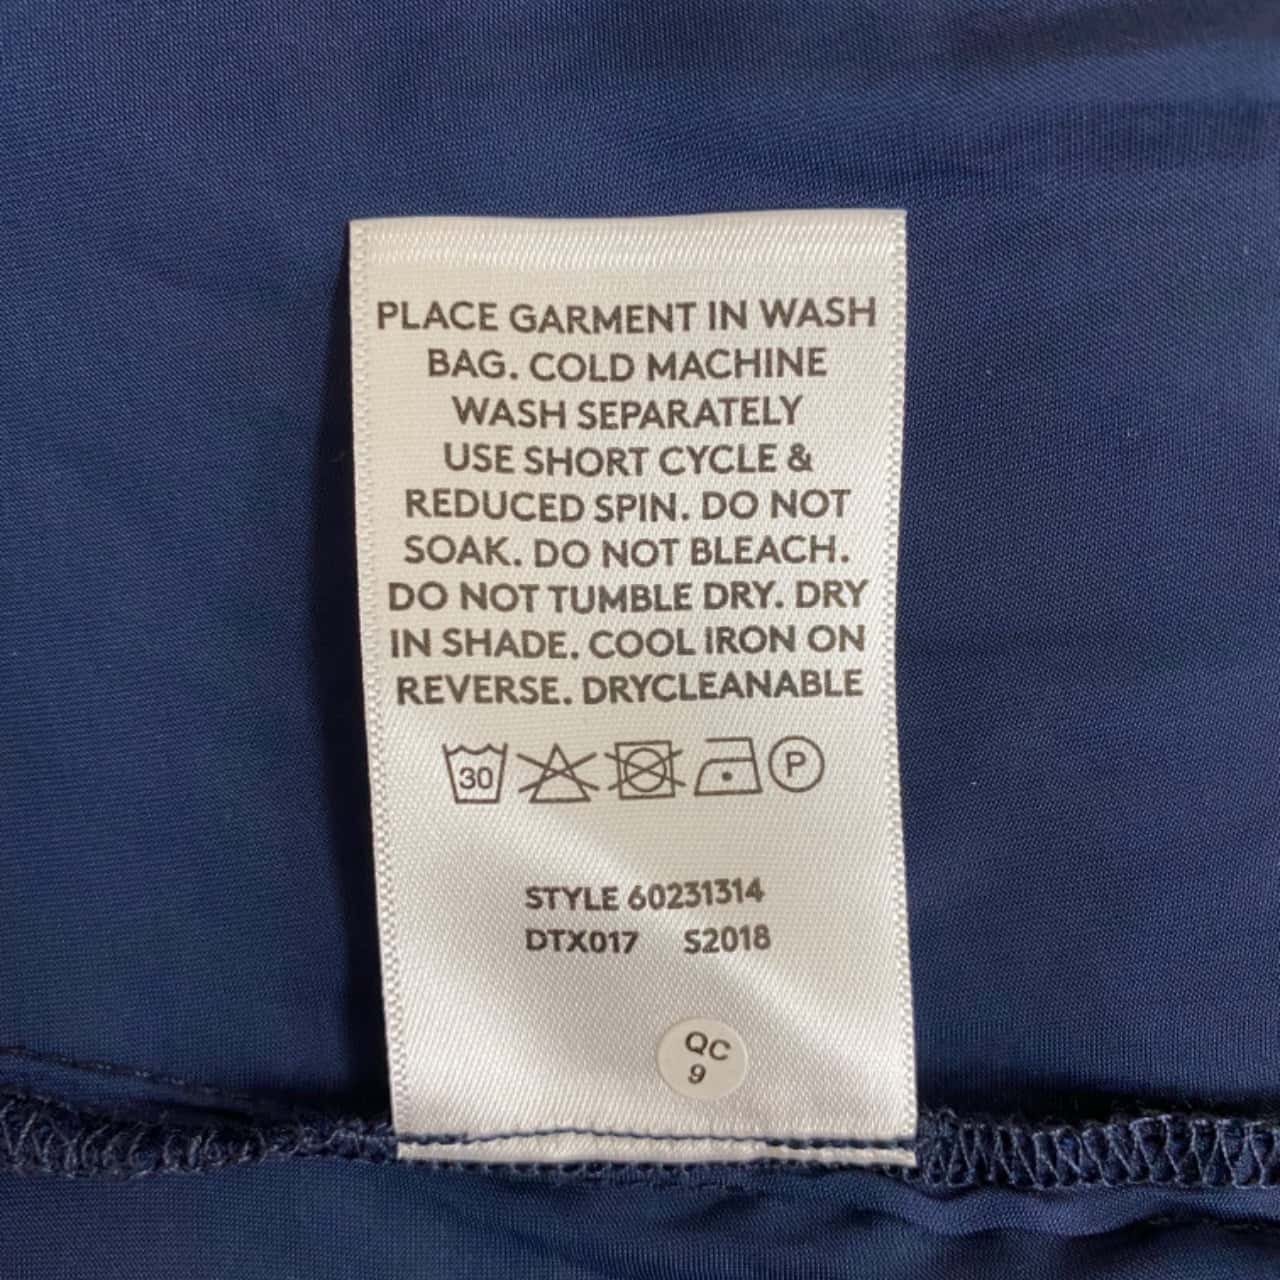 PLACE GARMENT IN WASH
BAG. COLD MACHINE
WASH SEPARATELY
USE SHORT CYCLE &
REDUCED SPIN. DO NOT
SOAK. DO NOT BLEACH.
DO NOT TUMBLE DRY. DRY
IN SHADE. COOL IRON ON
REVERSE. DRYCLEANABLE
30 P
STYLE 60231314
DTX017 S2018
QC
9